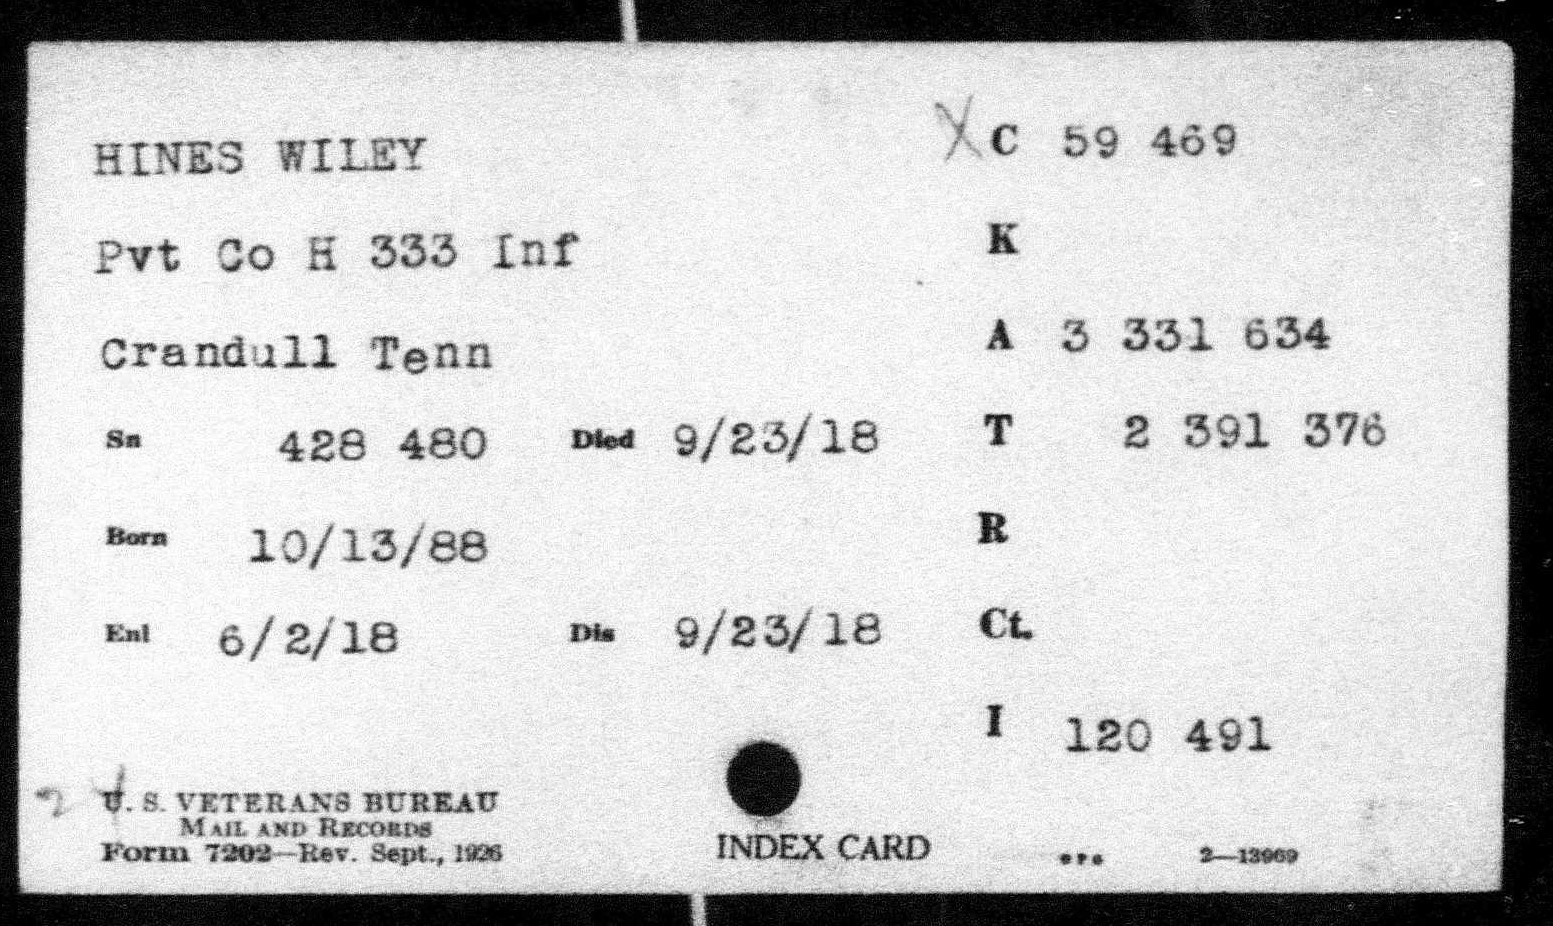 HINES WILEY
X C 59 469
Pvt Co H 333 Inf
K
Crandull Tenn
A 3 331 634
Sn 428 480 Died 9/23/18
T 2 391 376
Born 10/13/88
R
Enl 6/2/18 Dis 9/23/18
Ct.
I 120 491
U. S. VETERANS BUREAU
MAIL AND RECORDS
Form 7202—Rev. Sept., 1926
INDEX CARD
2—13969